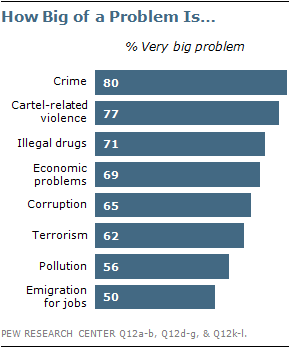 How Big of a Problem Is...
% Very big problem
Crime 80
Cartel-related
violence 77
Illegal drugs 71
Economic
problems 69
Corruption 65
Terrorism 62
Pollution 56
Emigration
for jobs 50
PEW RESEARCH CENTER Q12a-b, Q12d-g, & Q12k-l.